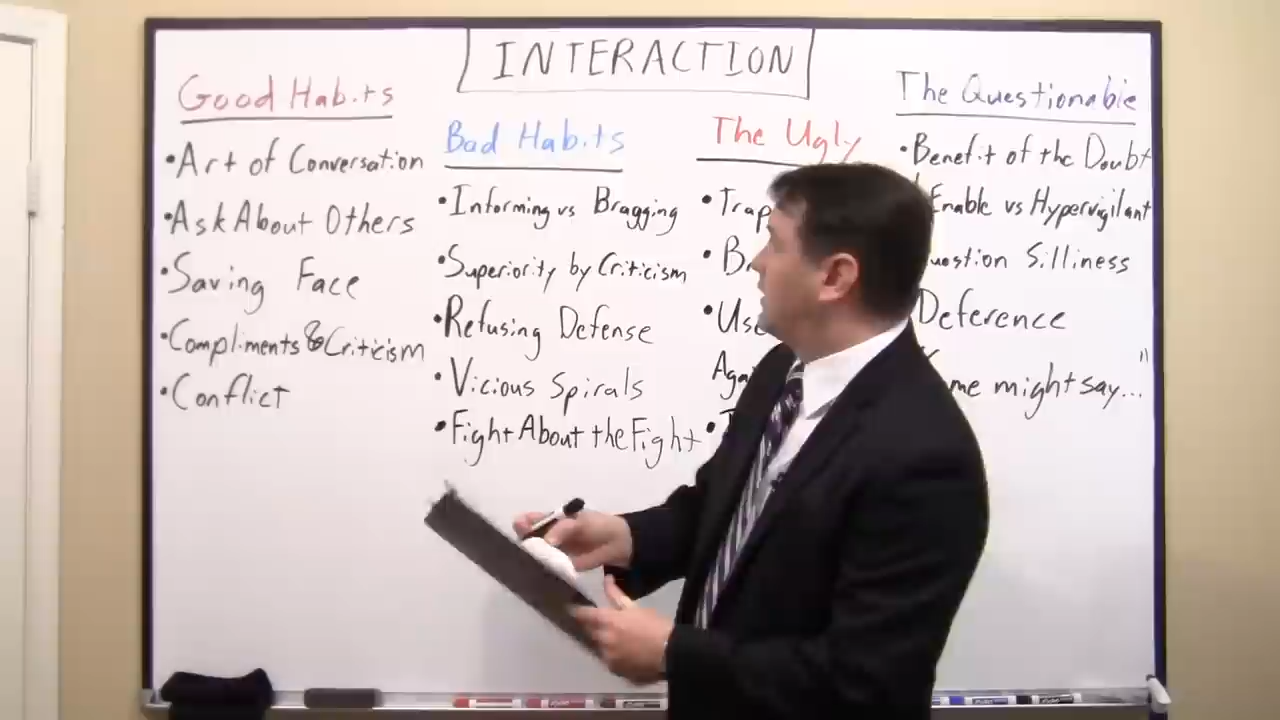 INTERACTION
Good Habits
• Art of Conversation
• Ask About Others
• Saving Face
• Compliments & Criticism
• Conflict
Bad Habits
• Informing vs Bragging
• Superiority by Criticism
• Refusing Defense
• Vicious Spirals
• Fight About the Fight
The Ugly
The Questionable
• Benefit of the Doubt
Enable vs Hypervigilant
Silliness
Deference
might say..."